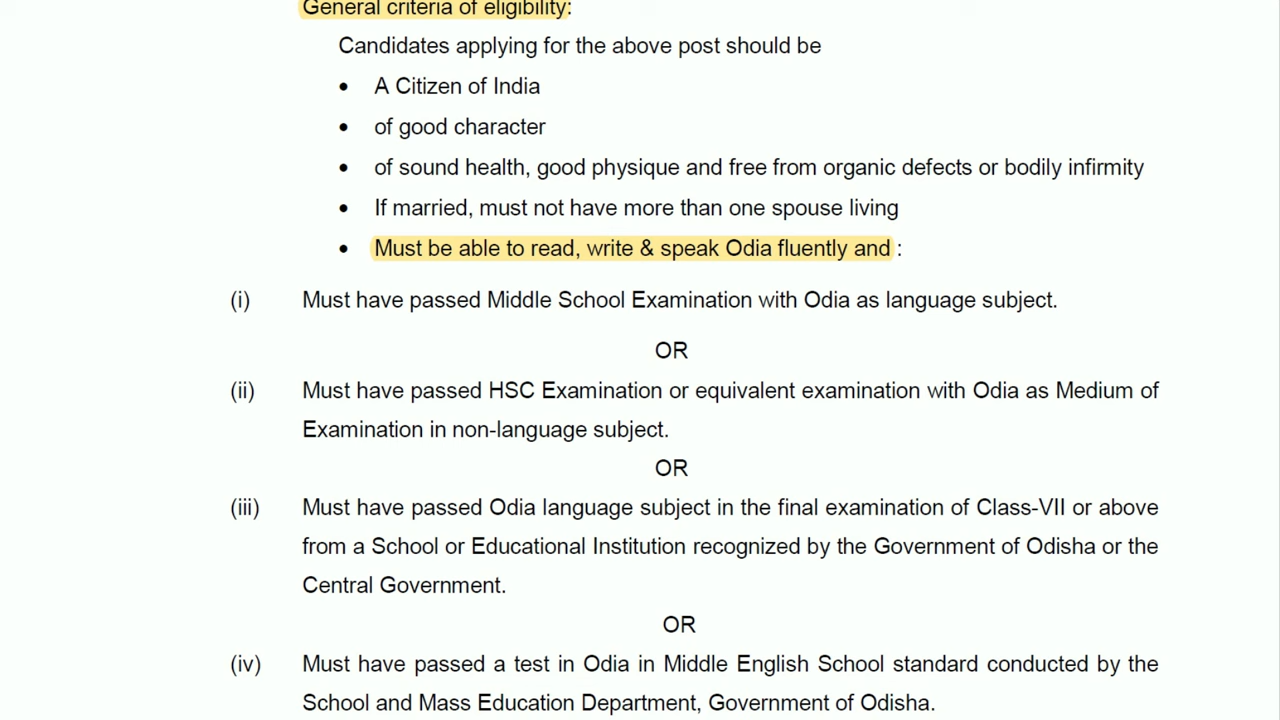 General criteria of eligibility:
Candidates applying for the above post should be
• A Citizen of India
• of good character
• of sound health, good physique and free from organic defects or bodily infirmity
• If married, must not have more than one spouse living
• Must be able to read, write & speak Odia fluently and :
(i) Must have passed Middle School Examination with Odia as language subject.
OR
(ii) Must have passed HSC Examination or equivalent examination with Odia as Medium of
Examination in non-language subject.
OR
(iii) Must have passed Odia language subject in the final examination of Class-VII or above
from a School or Educational Institution recognized by the Government of Odisha or the
Central Government.
OR
(iv) Must have passed a test in Odia in Middle English School standard conducted by the
School and Mass Education Department, Government of Odisha.